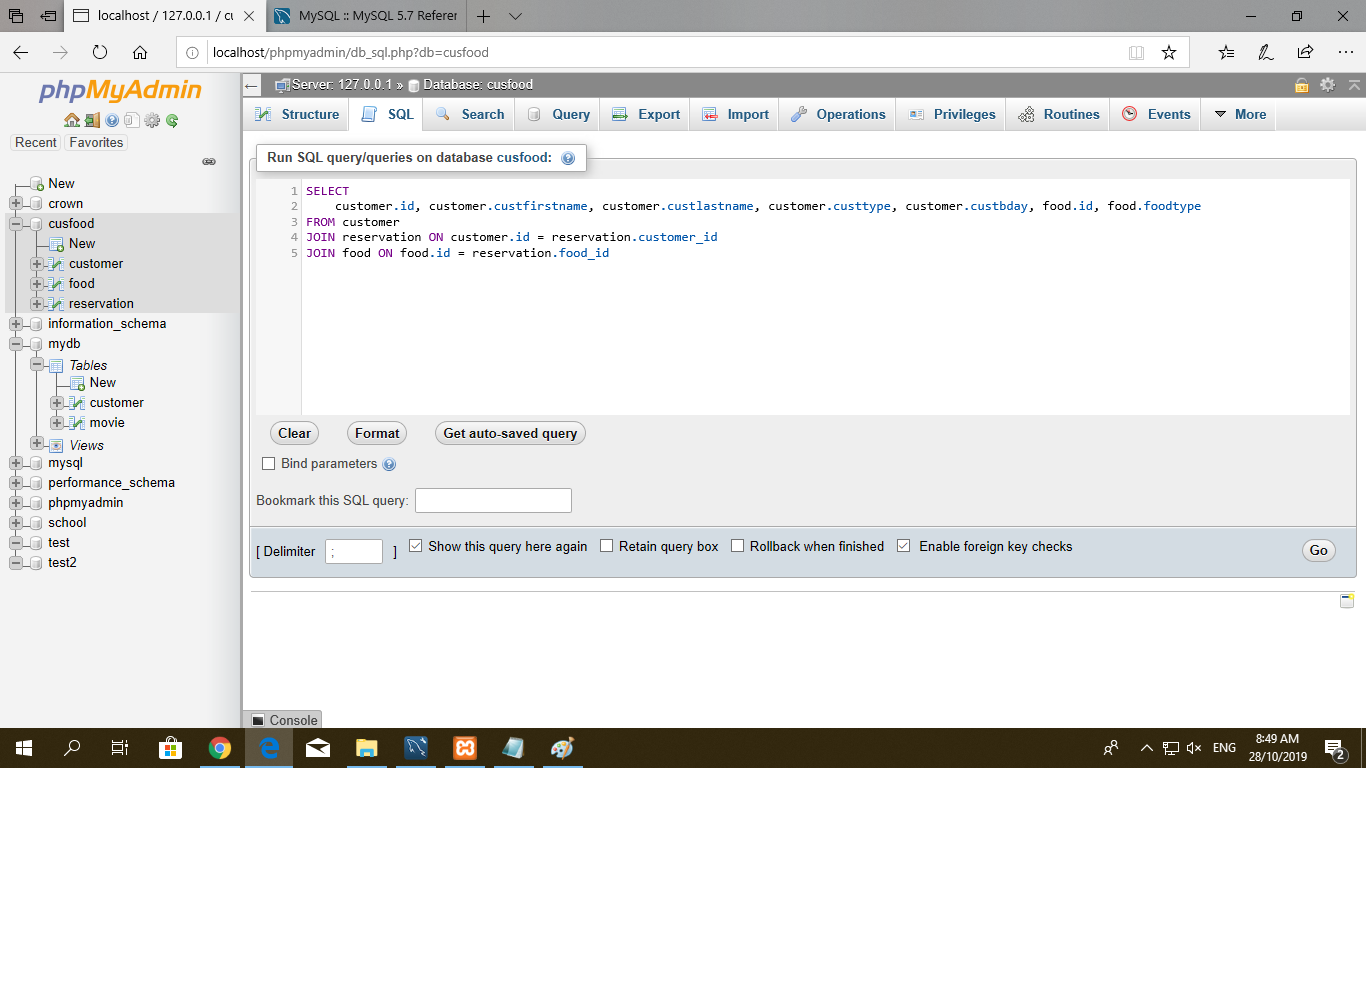 localhost / 127.0.0.1 / cu
MySQL :: MySQL 5.7 Referer
localhost/phpmyadmin/db_sql.php?db=cusfood
phpMyAdmin
Recent Favorites
New
crown
cusfood
New
customer
food
reservation
information_schema
mydb
Tables
New
customer
movie
Views
mysql
performance_schema
phpmyadmin
school
test
test2
Server: 127.0.0.1 » Database: cusfood
Structure SQL Search Query Export Import Operations Privileges Routines Events More
Run SQL query/queries on database cusfood:
1 SELECT
2 customer.id, customer.custfirstname, customer.custlastname, customer.custtype, customer.custbday, food.id, food.foodtype
3 FROM customer
4 JOIN reservation ON customer.id = reservation.customer_id
5 JOIN food ON food.id = reservation.food_id
Clear Format Get auto-saved query
Bind parameters
Bookmark this SQL query:
[ Delimiter ; ] Show this query here again Retain query box Rollback when finished Enable foreign key checks Go
Console
ENG
8:49 AM
28/10/2019
2